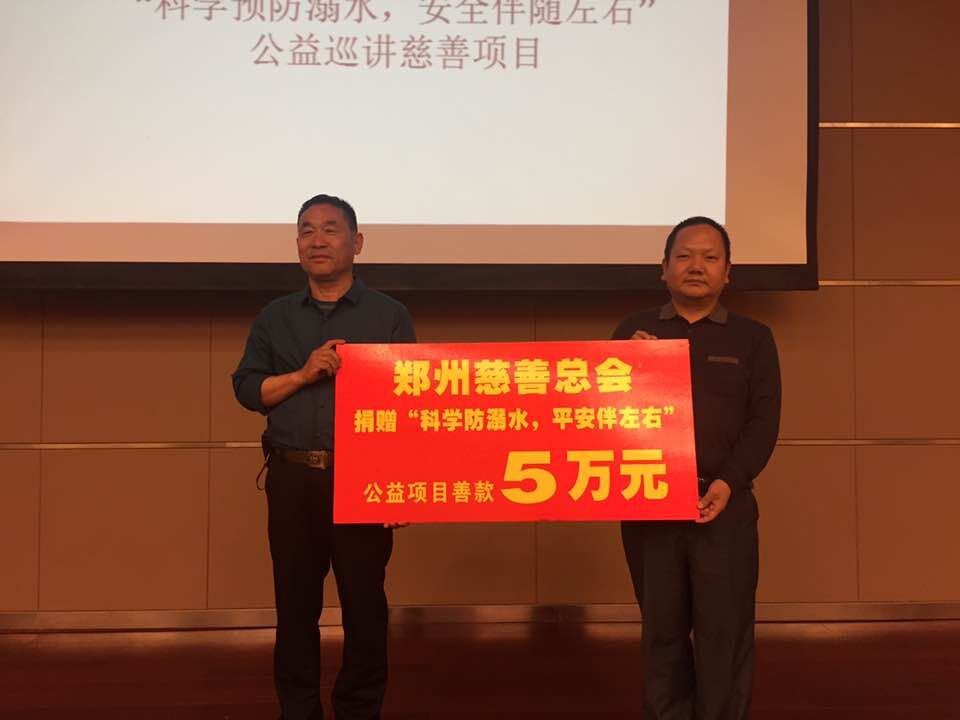 “科学预防溺水，安全伴随左右”
公益巡讲慈善项目
郑州慈善总会
捐赠“科学防溺水，平安伴左右”
公益项目善款5万元